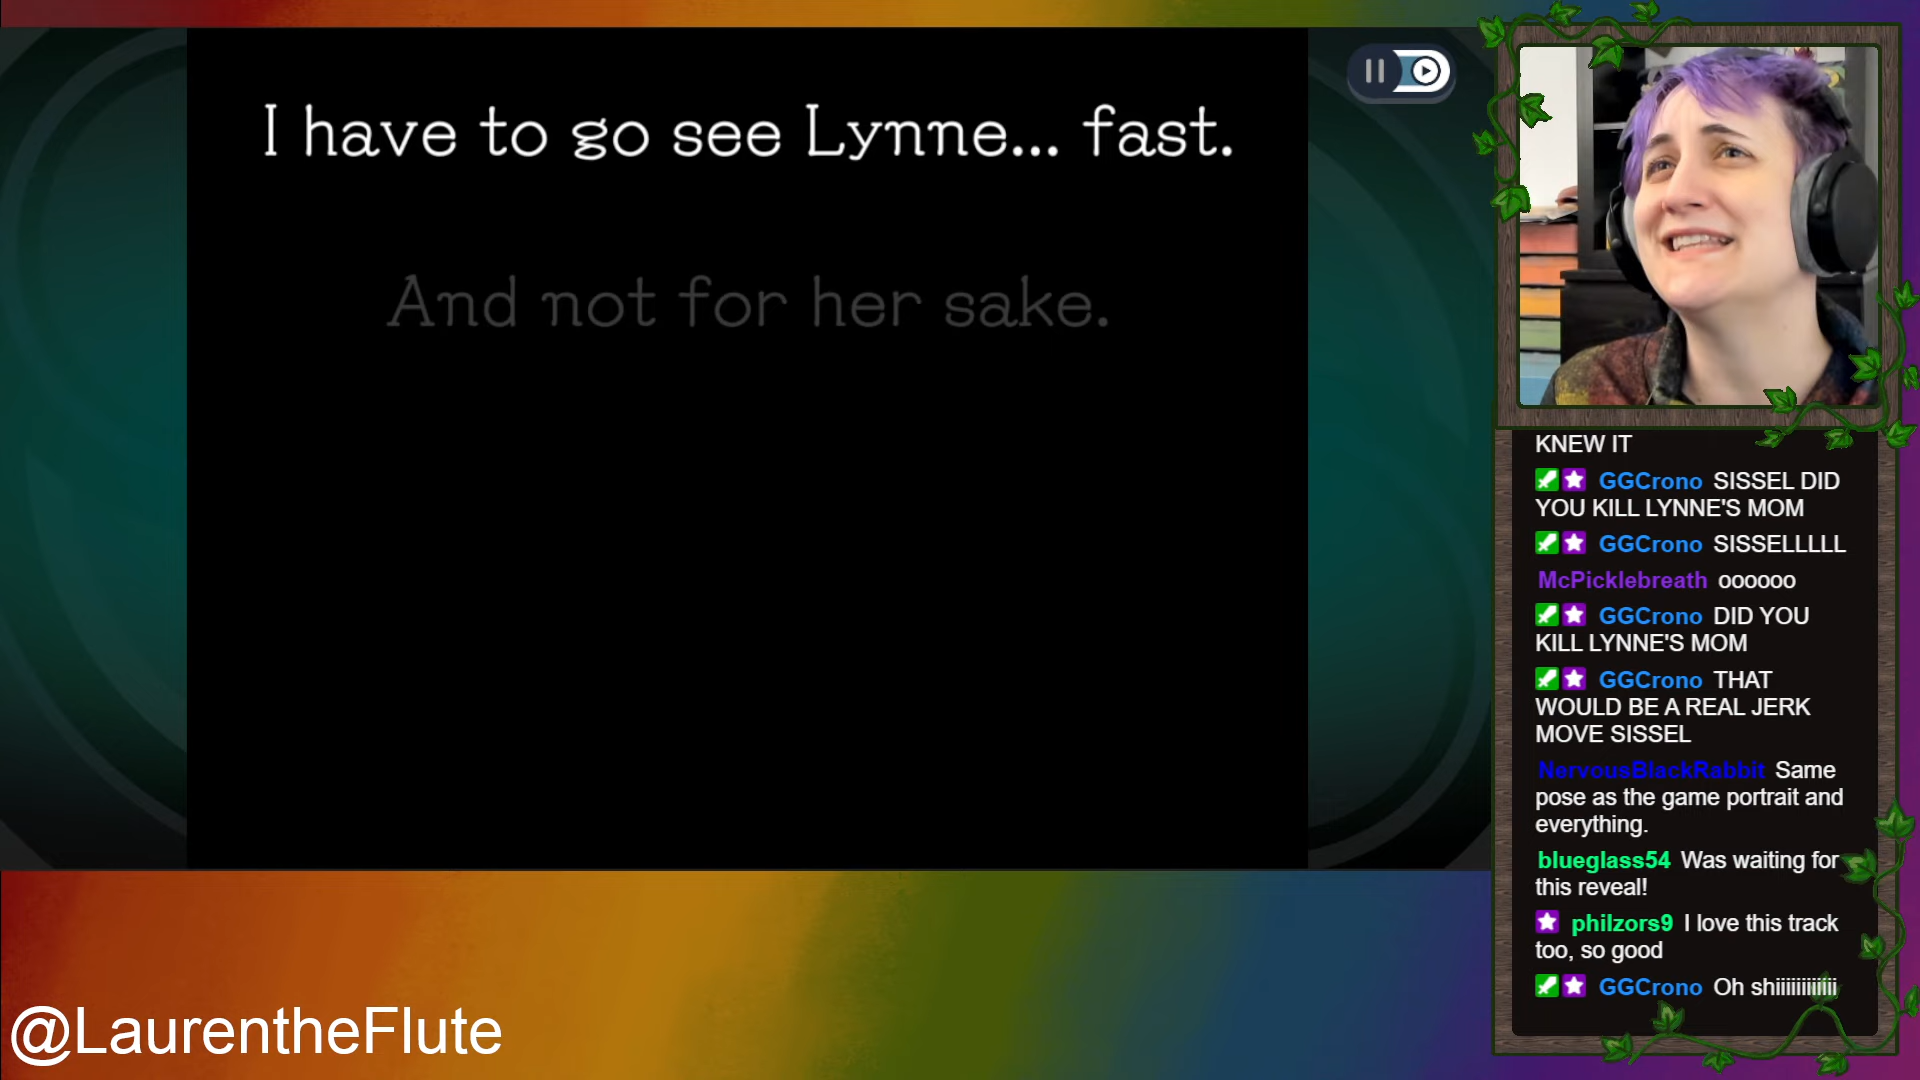 I have to go see Lynne... fast.
And not for her sake.
KNEW IT
GGCrono SISSEL DID
YOU KILL LYNNE'S MOM
GGCrono SISSELLLLL
McPicklebreath oooooo
GGCrono DID YOU
KILL LYNNE'S MOM
GGCrono THAT
WOULD BE A REAL JERK
MOVE SISSEL
NervousBlackRabbit Same
pose as the game portrait and
everything.
blueglass54 Was waiting for
this reveal!
philzors9 I love this track
too, so good
GGCrono Oh shiiiiiiiiiiiii
@LaurentheFlute